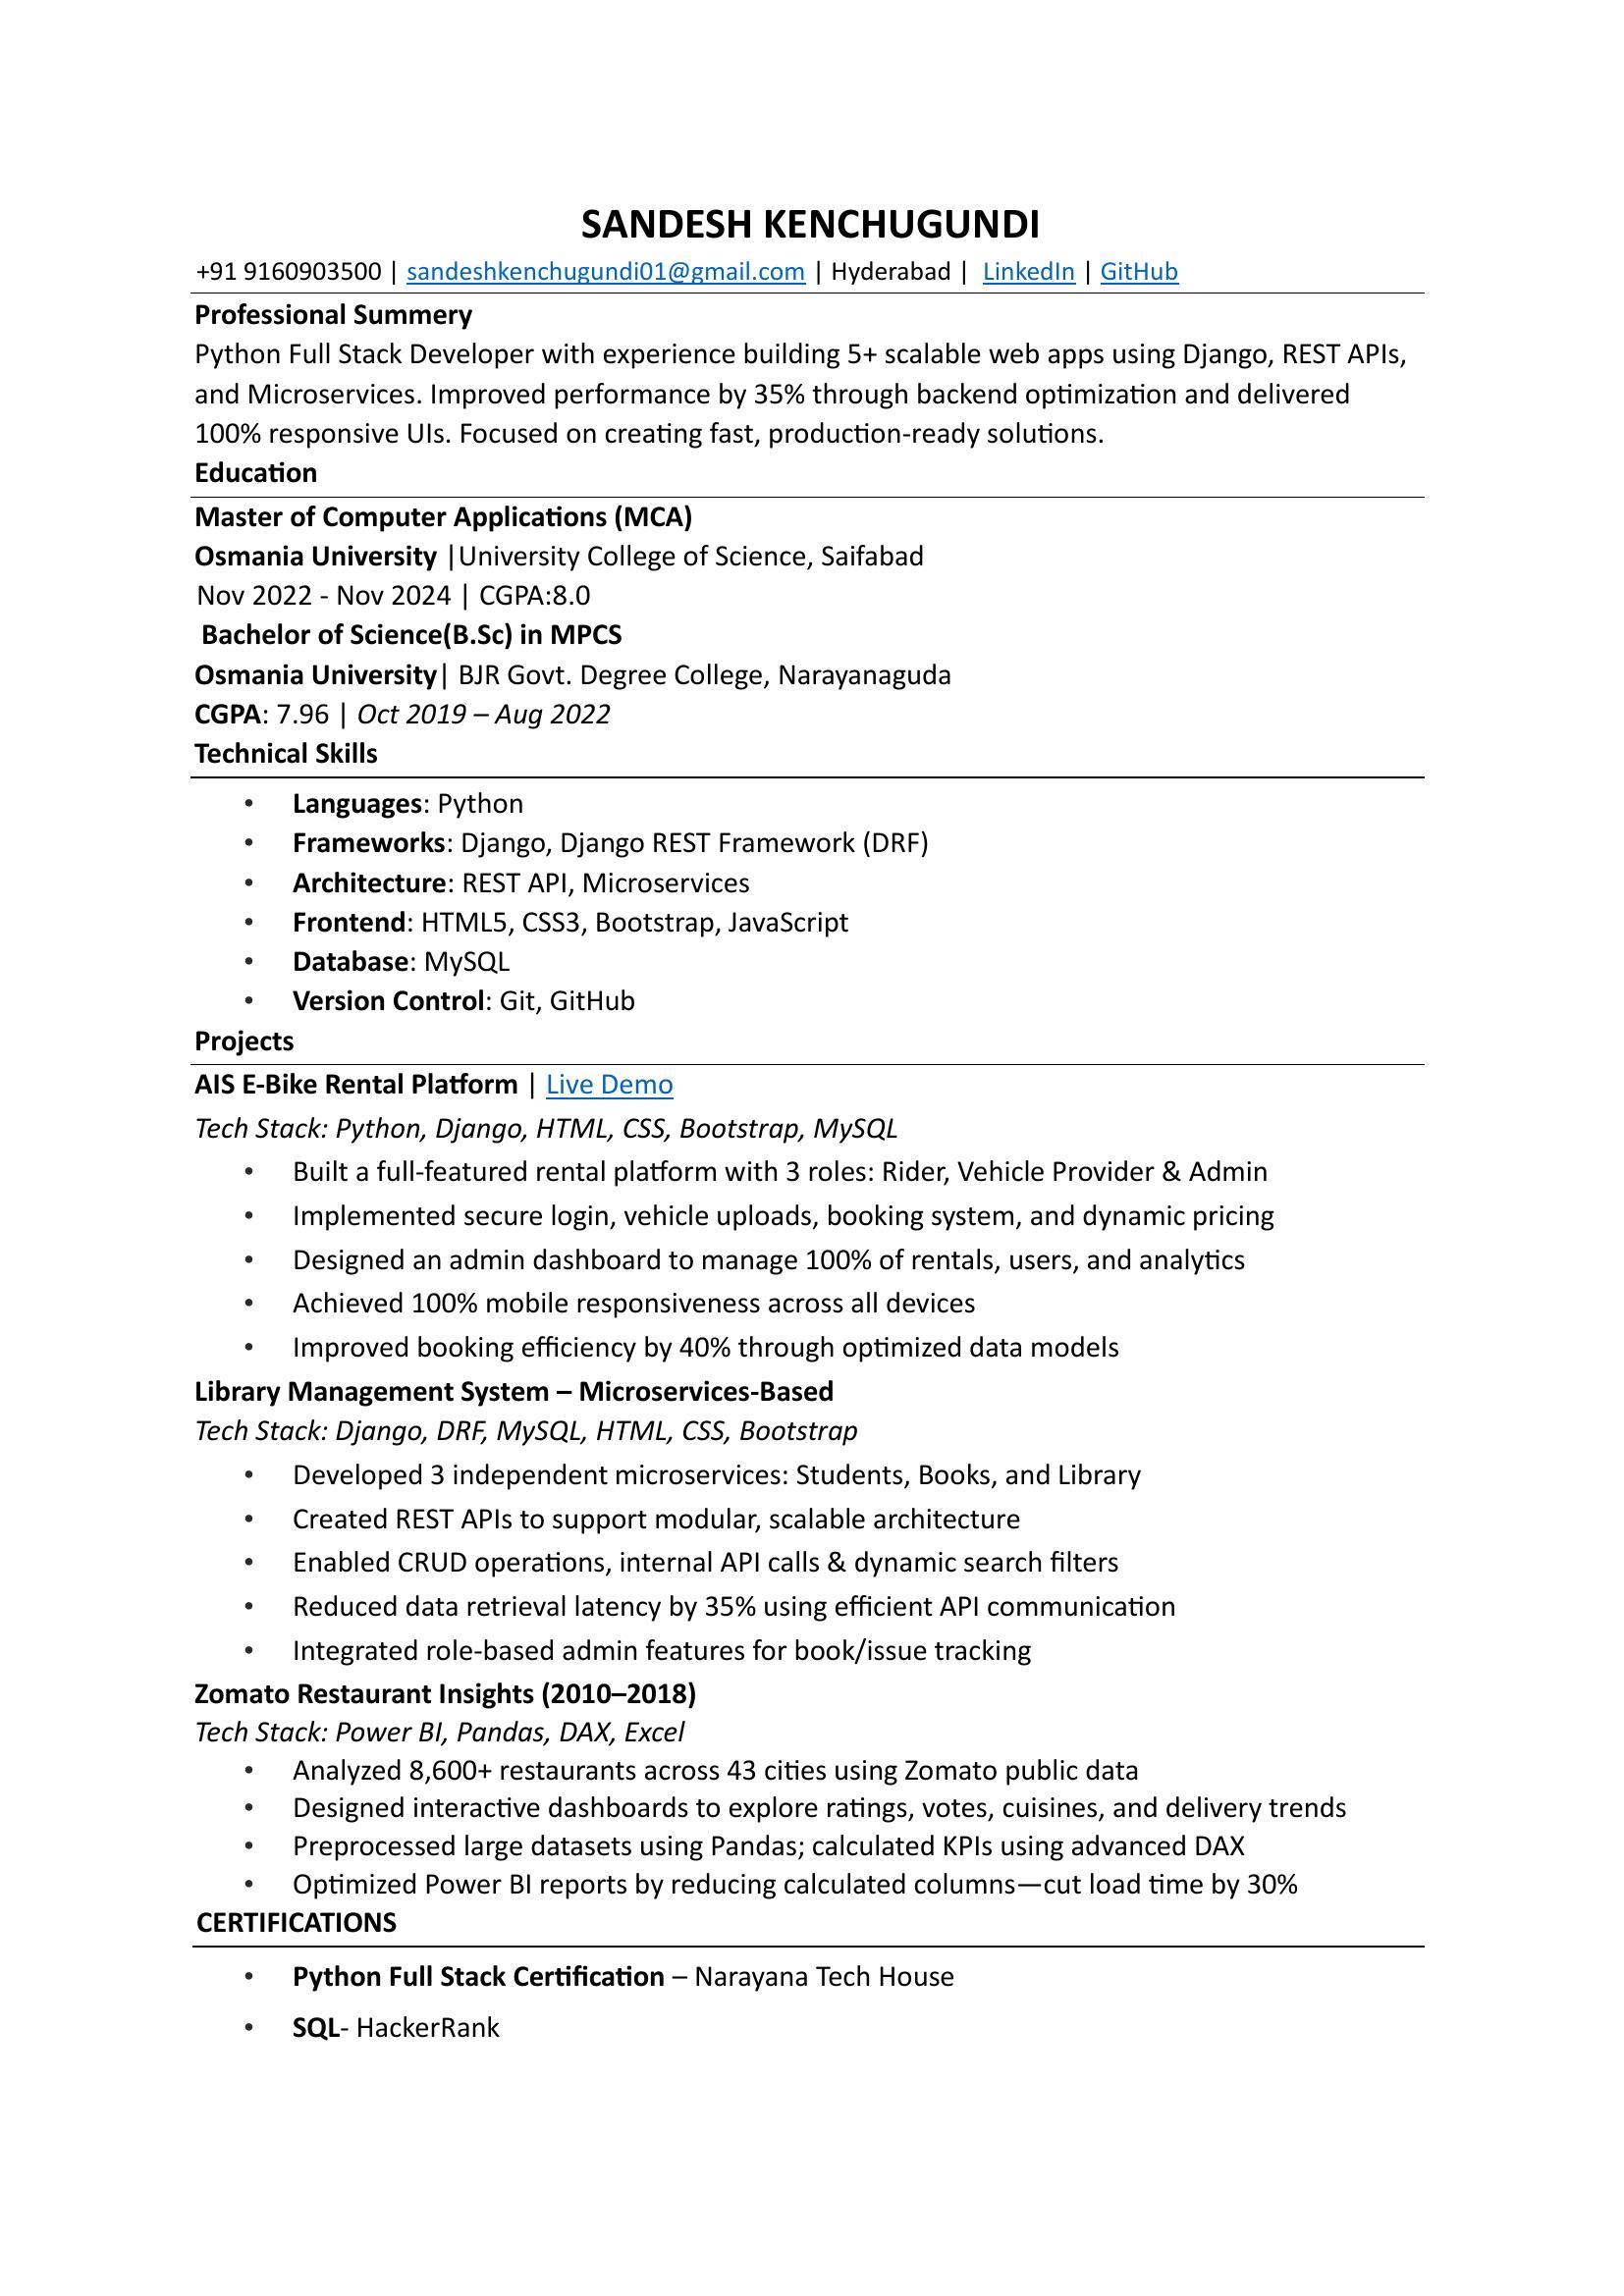 SANDESH KENCHUGUNDI
+91 9160903500 | sandeshkenchugundi01@gmail.com | Hyderabad | LinkedIn | GitHub
Professional Summery
Python Full Stack Developer with experience building 5+ scalable web apps using Django, REST APIs,
and Microservices. Improved performance by 35% through backend optimization and delivered
100% responsive UIs. Focused on creating fast, production-ready solutions.
Education
Master of Computer Applications (MCA)
Osmania University |University College of Science, Saifabad
Nov 2022 - Nov 2024 | CGPA:8.0
Bachelor of Science(B.Sc) in MPCS
Osmania University| BJR Govt. Degree College, Narayanaguda
CGPA: 7.96 | Oct 2019 – Aug 2022
Technical Skills
• Languages: Python
• Frameworks: Django, Django REST Framework (DRF)
• Architecture: REST API, Microservices
• Frontend: HTML5, CSS3, Bootstrap, JavaScript
• Database: MySQL
• Version Control: Git, GitHub
Projects
AIS E-Bike Rental Platform | Live Demo
Tech Stack: Python, Django, HTML, CSS, Bootstrap, MySQL
• Built a full-featured rental platform with 3 roles: Rider, Vehicle Provider & Admin
• Implemented secure login, vehicle uploads, booking system, and dynamic pricing
• Designed an admin dashboard to manage 100% of rentals, users, and analytics
• Achieved 100% mobile responsiveness across all devices
• Improved booking efficiency by 40% through optimized data models
Library Management System – Microservices-Based
Tech Stack: Django, DRF, MySQL, HTML, CSS, Bootstrap
• Developed 3 independent microservices: Students, Books, and Library
• Created REST APIs to support modular, scalable architecture
• Enabled CRUD operations, internal API calls & dynamic search filters
• Reduced data retrieval latency by 35% using efficient API communication
• Integrated role-based admin features for book/issue tracking
Zomato Restaurant Insights (2010–2018)
Tech Stack: Power BI, Pandas, DAX, Excel
• Analyzed 8,600+ restaurants across 43 cities using Zomato public data
• Designed interactive dashboards to explore ratings, votes, cuisines, and delivery trends
• Preprocessed large datasets using Pandas; calculated KPIs using advanced DAX
• Optimized Power BI reports by reducing calculated columns—cut load time by 30%
CERTIFICATIONS
• Python Full Stack Certification – Narayana Tech House
• SQL- HackerRank